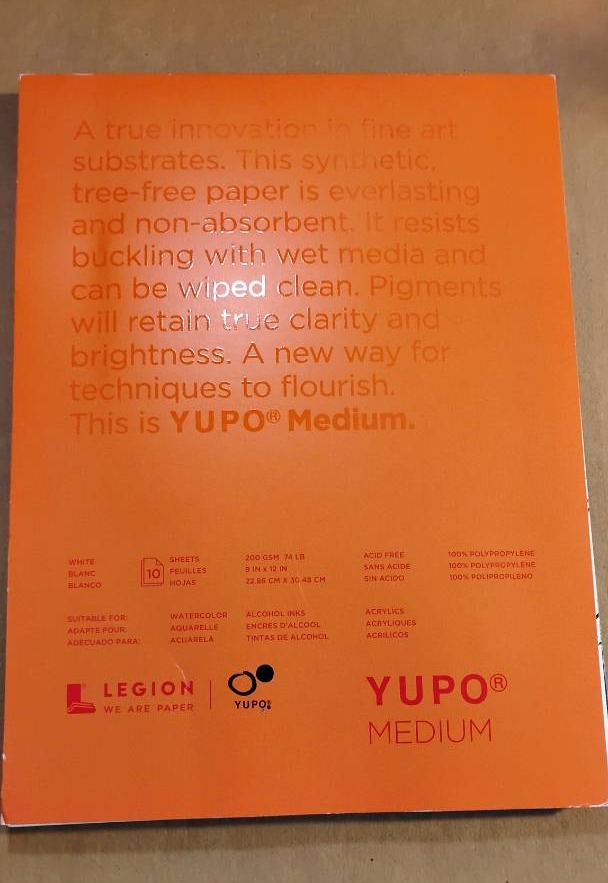 A true innovation in fine art
substrates. This synthetic,
tree-free paper is everlasting
and non-absorbent. It resists
buckling with wet media and
can be wiped clean. Pigments
will retain true clarity and
brightness. A new way for
techniques to flourish.
This is YUPO® Medium.
WHITE
BLANC
BLANCO
10
SHEETS
FEUILLES
HOJAS
200 GSM 74 LB
9 IN x 12 IN
22.86 CM X 30.48 CM
ACID FREE
SANS ACIDE
SIN ACIDO
100% POLYPROPYLENE
100% POLYPROPYLENE
100% POLIPROPILENO
SUITABLE FOR:
ADAPTE POUR:
ADECUADO PARA:
WATERCOLOR
AQUARELLE
ACUARELA
ALCOHOL INKS
ENCRES D'ALCOOL
TINTAS DE ALCOHOL
ACRYLICS
ACRYLIQUES
ACRILICOS
LEGION
WE ARE PAPER
YUPO®
YUPO®
MEDIUM